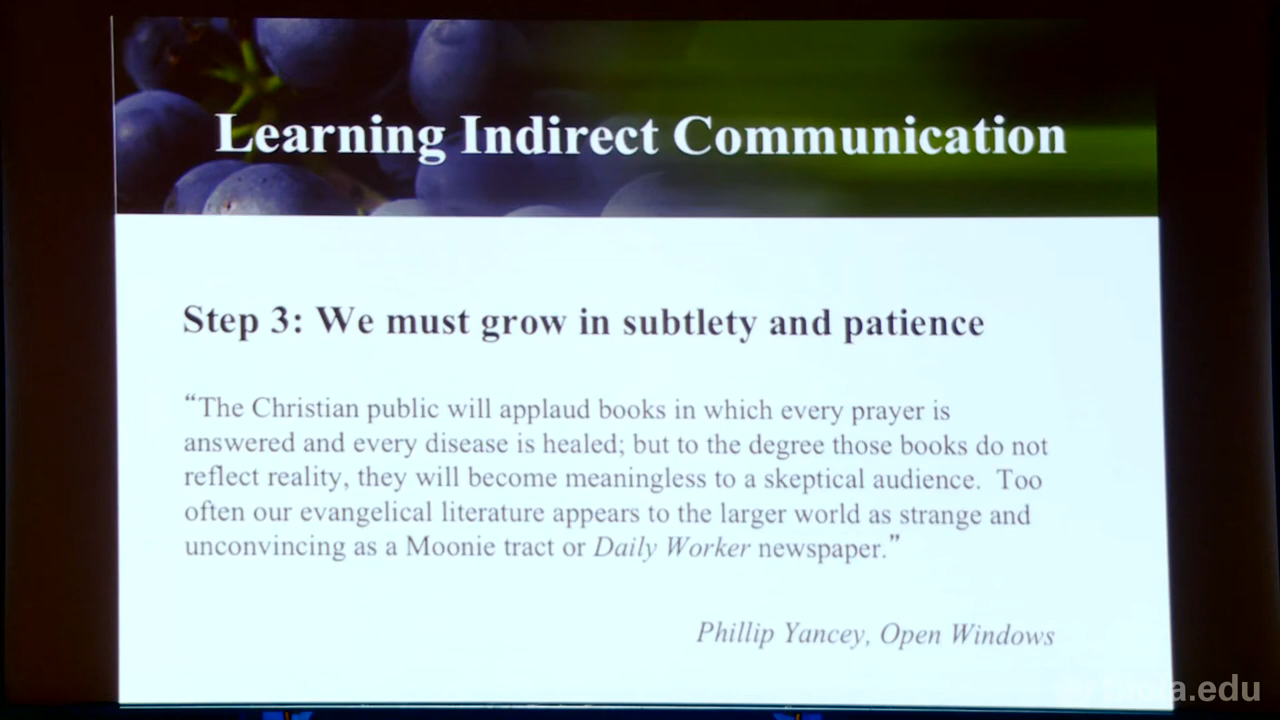 Learning Indirect Communication
Step 3: We must grow in subtlety and patience
“The Christian public will applaud books in which every prayer is
answered and every disease is healed; but to the degree those books do not
reflect reality, they will become meaningless to a skeptical audience.  Too
often our evangelical literature appears to the larger world as strange and
unconvincing as a Moonie tract or Daily Worker newspaper.”
Phillip Yancey, Open Windows